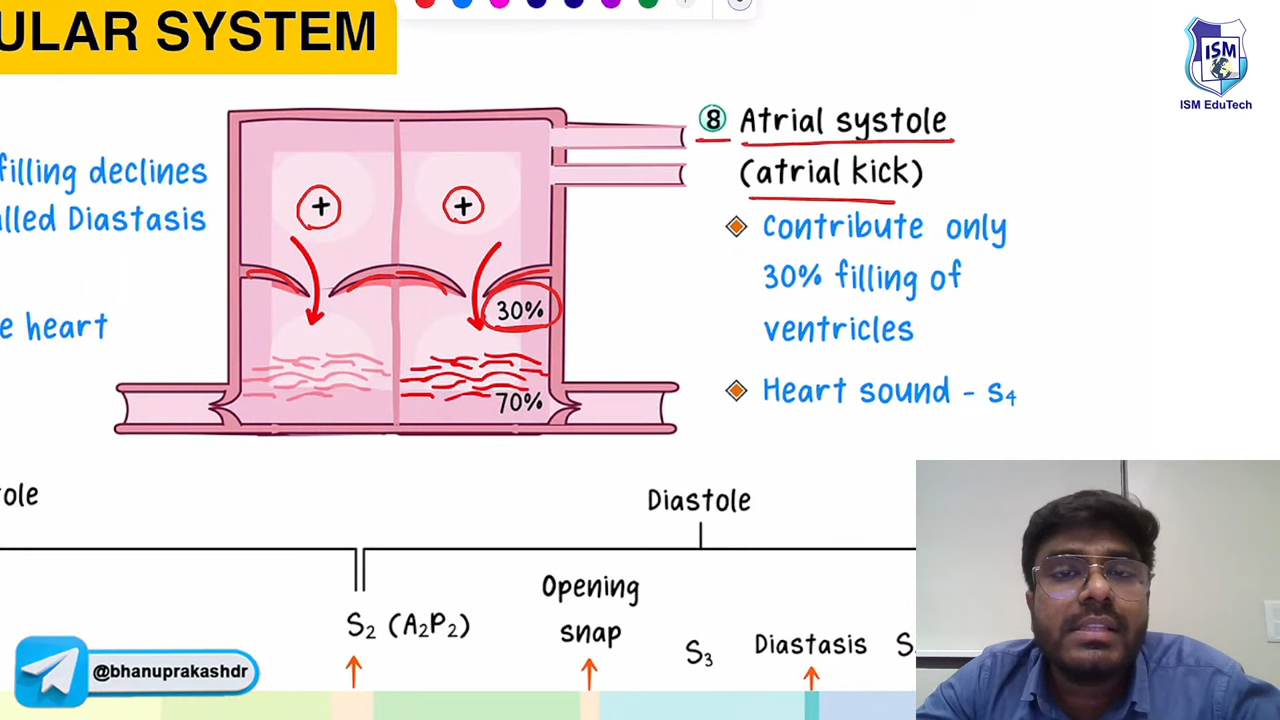 ULAR SYSTEM
ISM
ISM EduTech
filling declines
lled Diastasis
e heart
+ +
30%
70%
8 Atrial systole
(atrial kick)
Contribute only
30% filling of
ventricles
Heart sound - S4
ole
Diastole
S2 (A2P2)
Opening
snap
S3
Diastasis
S
@bhanuprakashdr